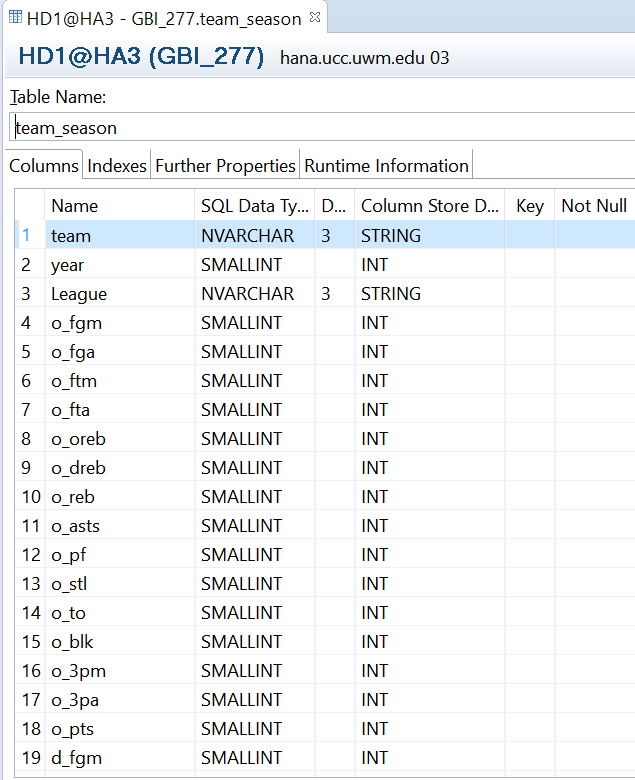 HD1@HA3 - GBI_277.team_season
HD1@HA3 (GBI_277) hana.ucc.uwm.edu 03
Table Name:
team_season
Columns Indexes Further Properties Runtime Information
Name SQL Data Ty... D... Column Store D... Key Not Null
1 team NVARCHAR 3 STRING
2 year SMALLINT INT
3 League NVARCHAR 3 STRING
4 o_fgm SMALLINT INT
5 o_fga SMALLINT INT
6 o_ftm SMALLINT INT
7 o_fta SMALLINT INT
8 o_oreb SMALLINT INT
9 o_dreb SMALLINT INT
10 o_reb SMALLINT INT
11 o_asts SMALLINT INT
12 o_pf SMALLINT INT
13 o_stl SMALLINT INT
14 o_to SMALLINT INT
15 o_blk SMALLINT INT
16 o_3pm SMALLINT INT
17 o_3pa SMALLINT INT
18 o_pts SMALLINT INT
19 d_fgm SMALLINT INT